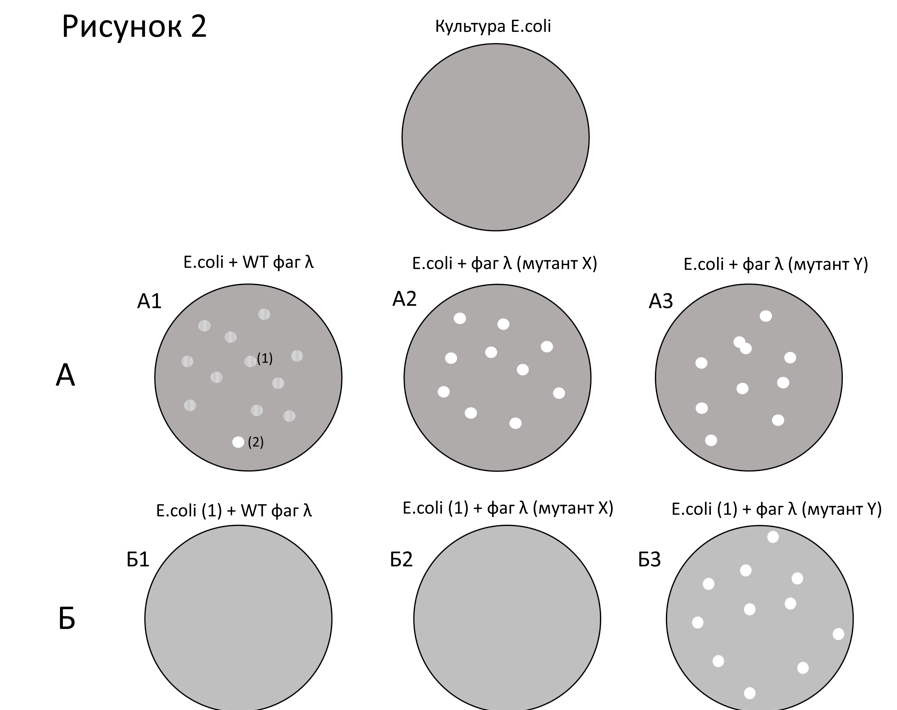 Рисунок 2
Культура E.coli
E.coli + WT фаг λ
E.coli + фаг λ (мутант X)
E.coli + фаг λ (мутант Y)
А1
А2
А3
(1)
А
(2)
E.coli (1) + WT фаг λ
E.coli (1) + фаг λ (мутант X)
E.coli (1) + фаг λ (мутант Y)
Б1
Б2
Б3
Б